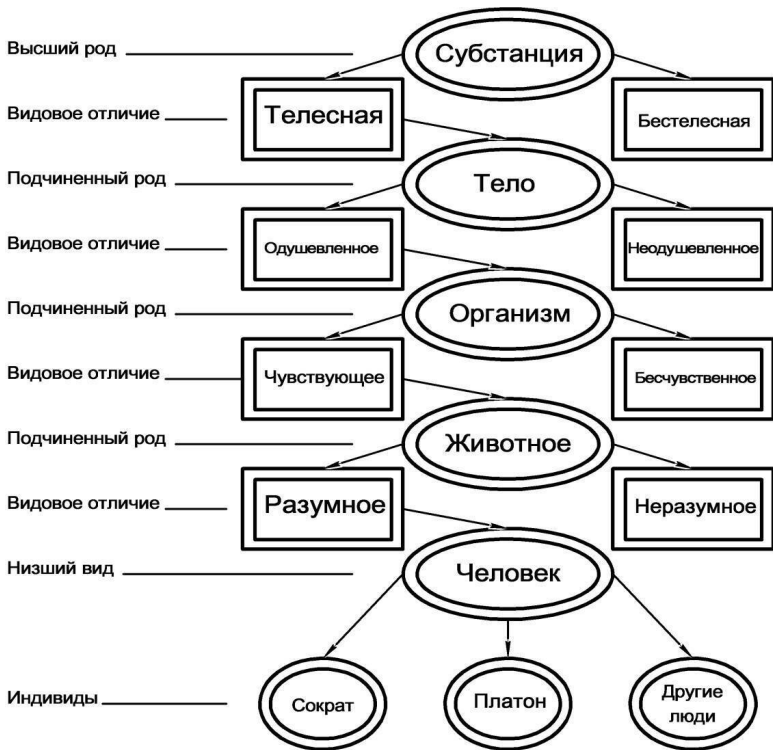 Высший род
Субстанция
Видовое отличие
Телесная
Бестелесная
Подчиненный род
Тело
Видовое отличие
Одушевленное
Неодушевленное
Подчиненный род
Организм
Видовое отличие
Чувствующее
Бесчувственное
Подчиненный род
Животное
Видовое отличие
Разумное
Неразумное
Низший вид
Человек
Индивиды
Сократ
Платон
Другие
люди